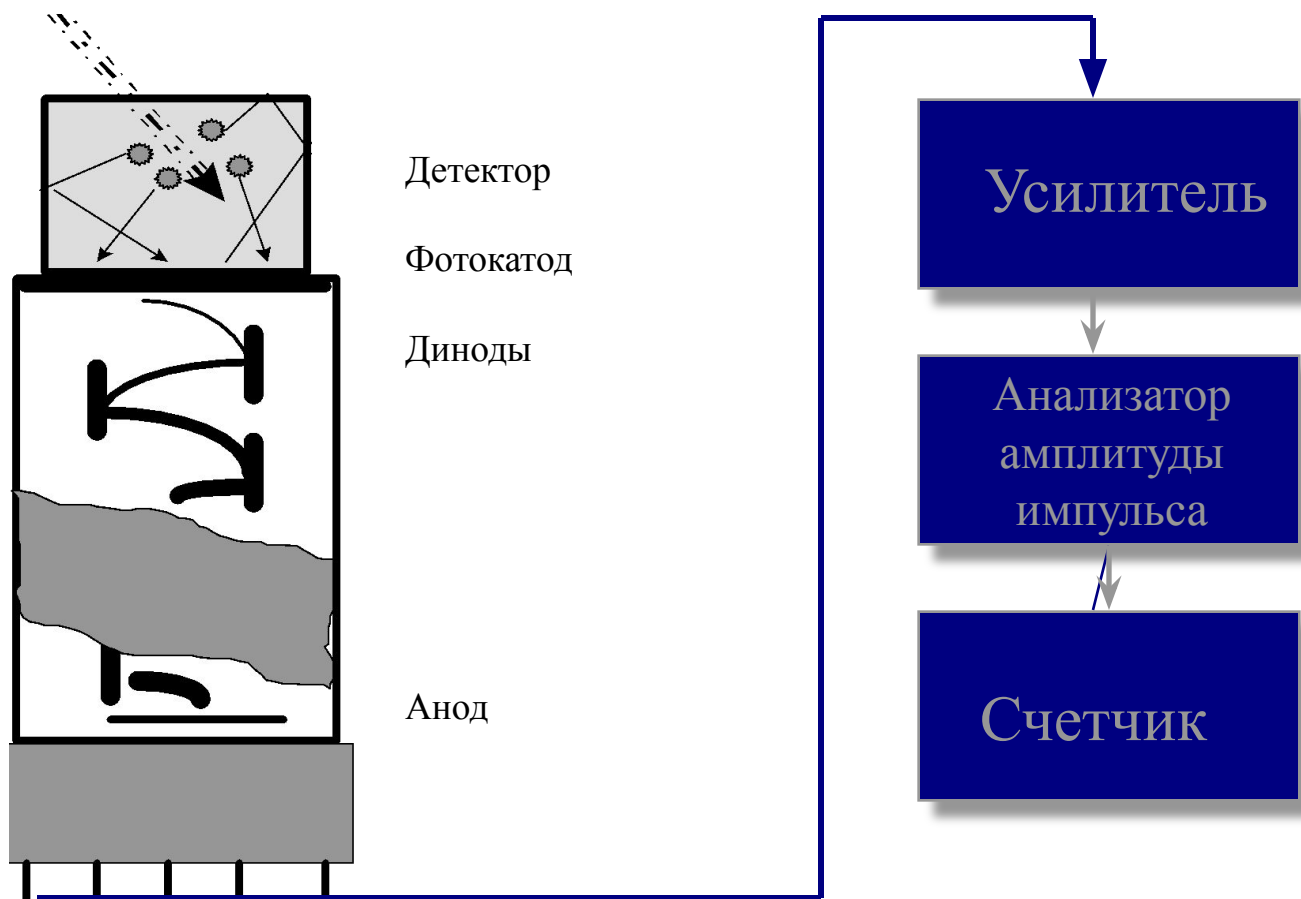 Детектор
Фотокатод
Диноды
Анод
Усилитель
Анализатор
амплитуды
импульса
Счетчик